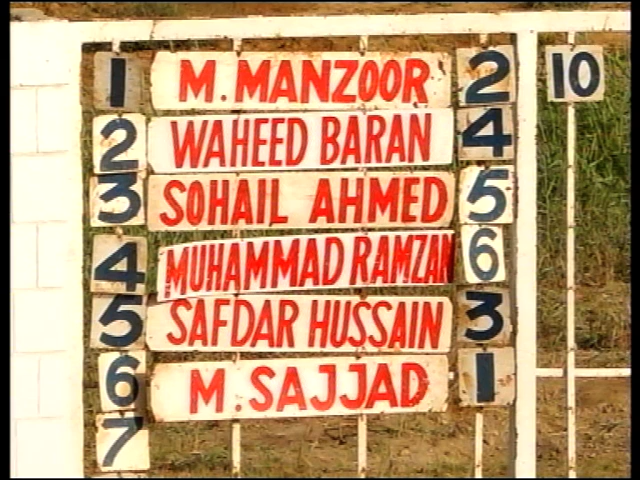 1 M. MANZOOR 2 10
2 WAHEED BARAN 4
3 SOHAIL AHMED 5
4 MUHAMMAD RAMZAN 6
5 SAFDAR HUSSAIN 3
6 M. SAJJAD 1
7